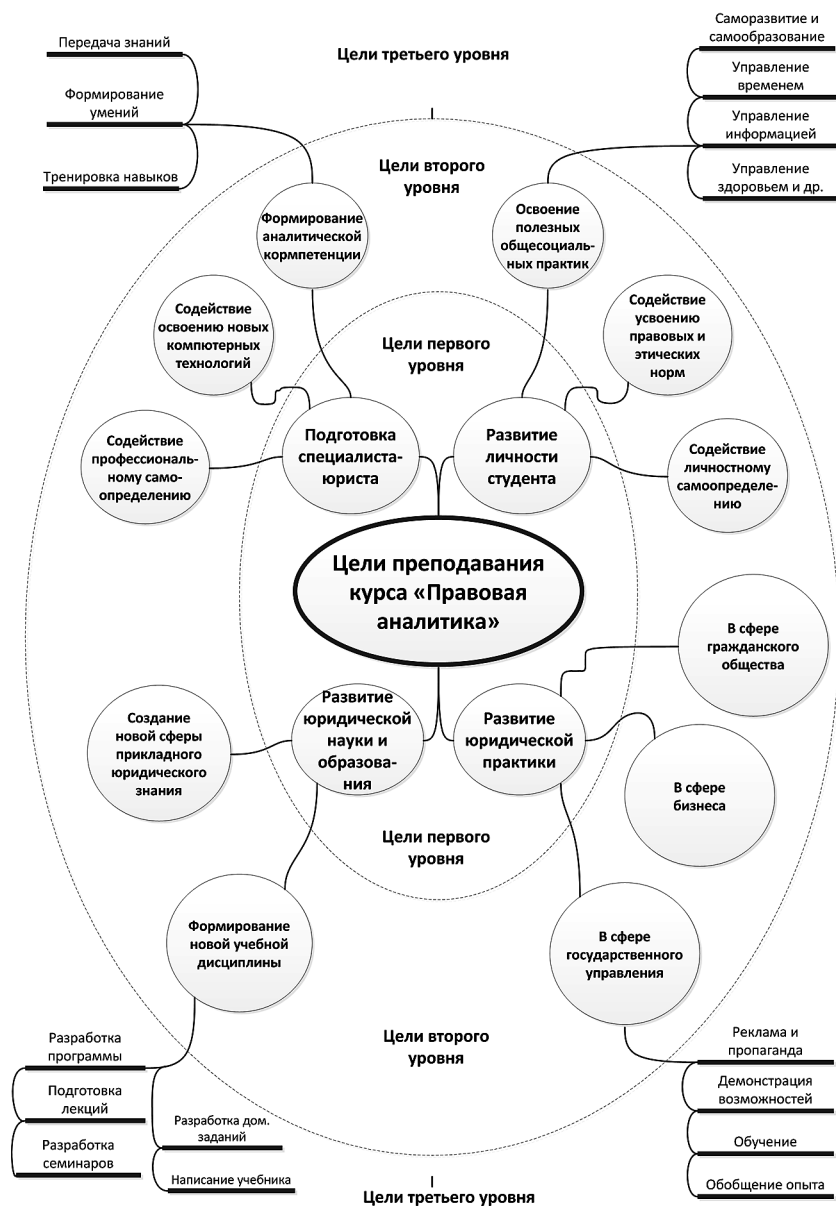 Передача знаний
Формирование
умений
Тренировка навыков
Цели третьего уровня
Саморазвитие и
самообразование
Управление
временем
Управление
информацией
Управление
здоровьем и др.
Цели второго
уровня
Формирование
аналитической
кормпетенции
Освоение
полезных
общесоциаль-
ных практик
Содействие
освоению новых
компютерных
технологий
Цели первого
уровня
Содействие
усвоению
правовых и
этических
норм
Содействие
профессиональ-
ному само-
определению
Подготовка
специалиста-
юриста
Развитие
личности
студента
Содействие
личностному
самоопределе-
нию
Цели преподавания
курса «Правовая
аналитика»
В сфере
гражданского
общества
Создание
новой сферы
прикладного
юридического
знания
Развитие
юридической
науки и
образова-
ния
Развитие
юридической
практики
В сфере
бизнеса
Цели первого
уровня
Формирование
новой учебной
дисциплины
В сфере
государственного
управления
Цели второго
уровня
Разработка
программы
Подготовка
лекций
Разработка
семинаров
Разработка дом.
заданий
Написание учебника
Реклама и
пропаганда
Демонстрация
возможностей
Обучение
Обобщение опыта
Цели третьего уровня